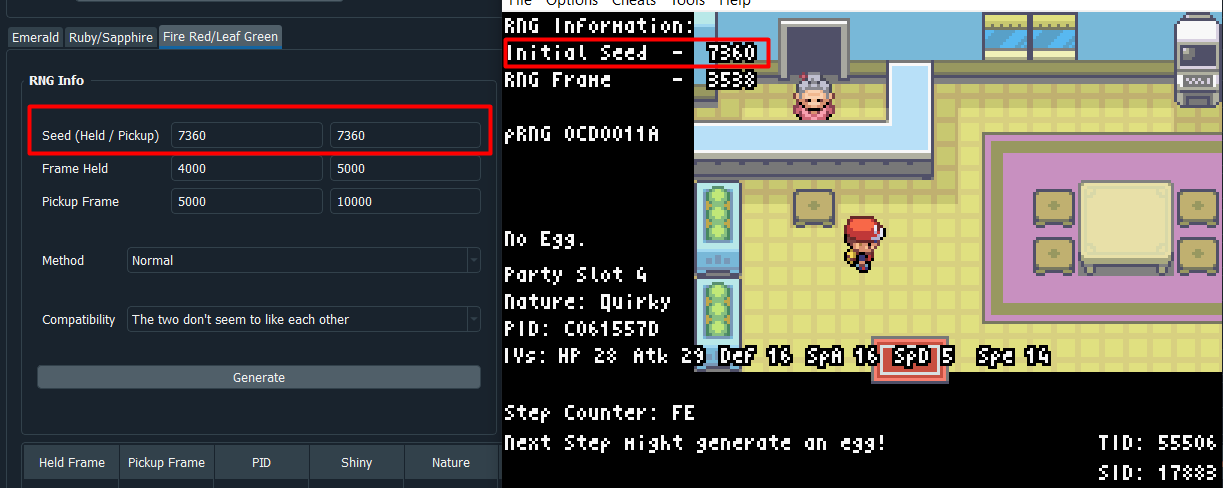 Emerald Ruby/Sapphire Fire Red/Leaf Green
RNG Info
Seed (Held / Pickup) 7360 7360
Frame Held 4000 5000
Pickup Frame 5000 10000
Method Normal
Compatibility The two don't seem to like each other
Generate
Held Frame Pickup Frame PID Shiny Nature
File Options Cheats Tools Help
RNG Information:
Initial Seed - 7360
RNG Frame - 3538
pRNG 0CD0011A
No Egg.
Party Slot 4
Nature: Quirky
PID: C061557D
IVs: HP 28 Atk 29 Def 16 SpA 16 SpD 5 Spe 14
Step Counter: FE
Next Step might generate an egg!
TID: 55506
SID: 17883